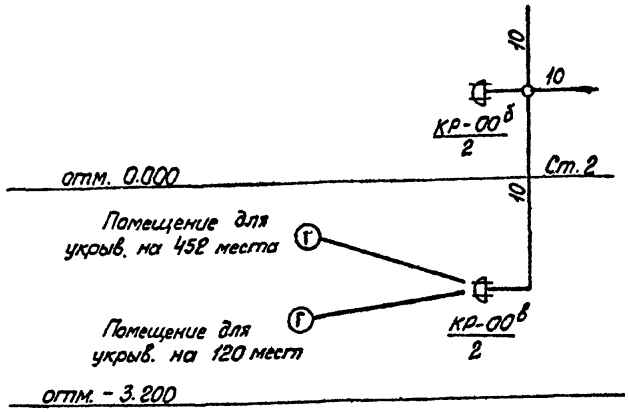 10
10
КР-00б
2
отм. 0.000
Ст. 2
10
Помещение для
укрыв. на 452 места
Г
Г
КР-00в
2
Помещение для
укрыв. на 120 мест
отм. - 3.200